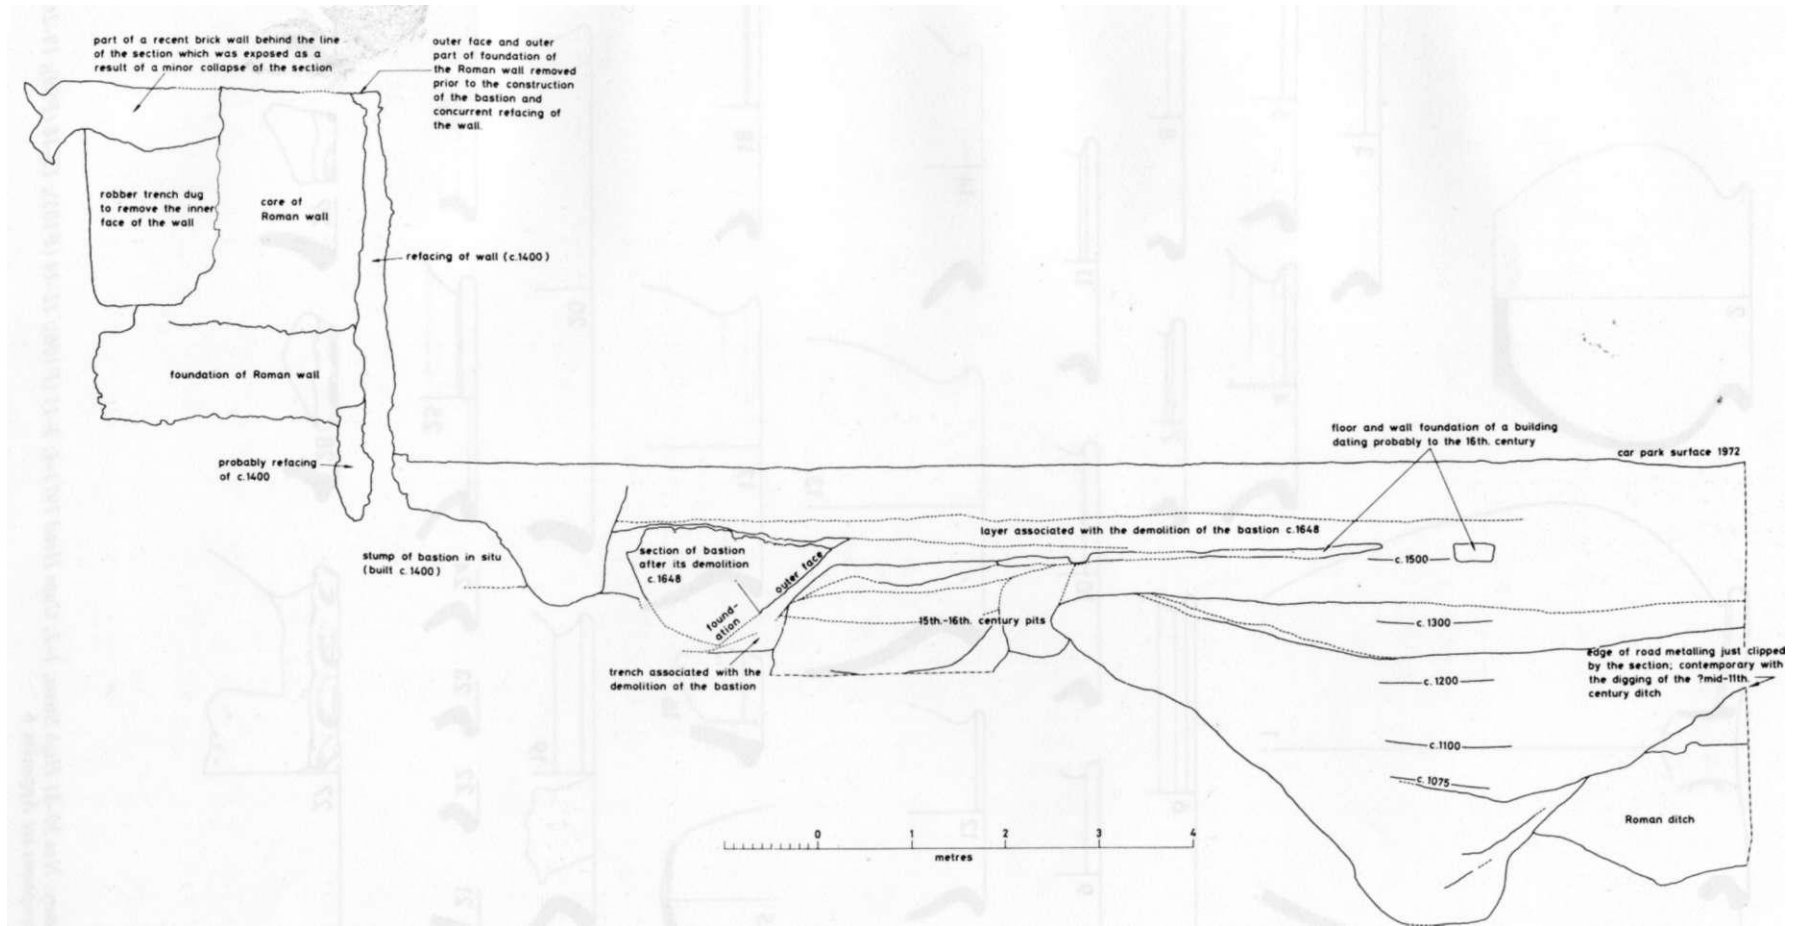 part of a recent brick wall behind the line
of the section which was exposed as a
result of a minor collapse of the section
outer face and outer
part of foundation of
the Roman wall removed
prior to the construction
of the bastion and
concurrent refacing of
the wall.
robber trench dug
to remove the inner
face of the wall
core of
Roman wall
refacing of wall (c.1400)
foundation of Roman wall
probably refacing
of c.1400
floor and wall foundation of a building
dating probably to the 16th. century
car park surface 1972
layer associated with the demolition of the bastion c.1648
stump of bastion in situ
(built c.1400)
section of bastion
after its demolition
c.1648
outer face
found-
ation
c.1500
15th.-16th. century pits
c.1300
trench associated with the
demolition of the bastion
edge of road metalling just clipped
by the section; contemporary with
the digging of the ?mid-11th.
century ditch
c.1200
c.1100
c.1075
Roman ditch
0 1 2 3 4
metres